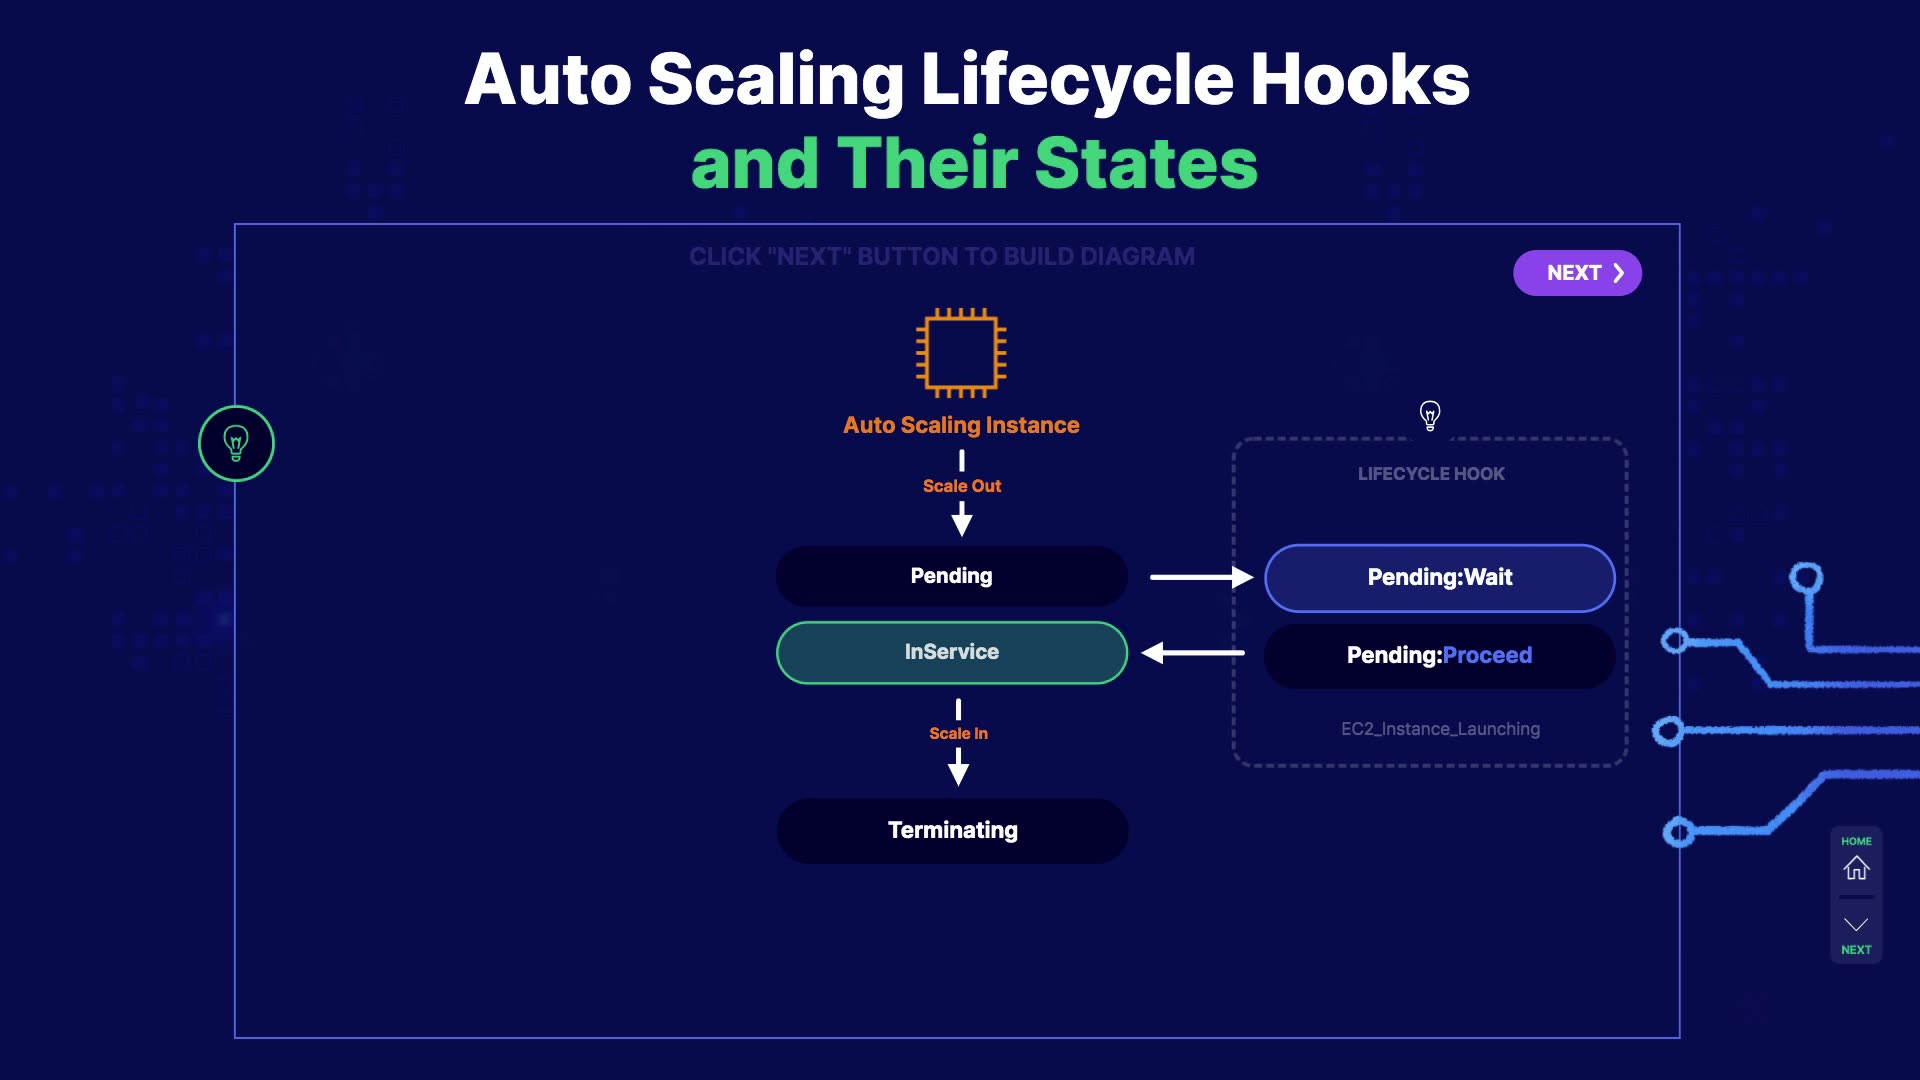 Auto Scaling Lifecycle Hooks
and Their States
CLICK "NEXT" BUTTON TO BUILD DIAGRAM
NEXT
Auto Scaling Instance
Scale Out
LIFECYCLE HOOK
Pending
Pending:Wait
InService
Pending:Proceed
Scale In
EC2_Instance_Launching
Terminating
HOME
NEXT